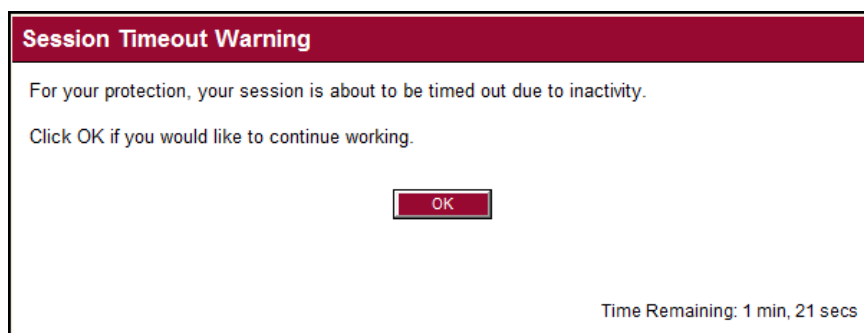 Session Timeout Warning
For your protection, your session is about to be timed out due to inactivity.
Click OK if you would like to continue working.
OK
Time Remaining: 1 min, 21 secs